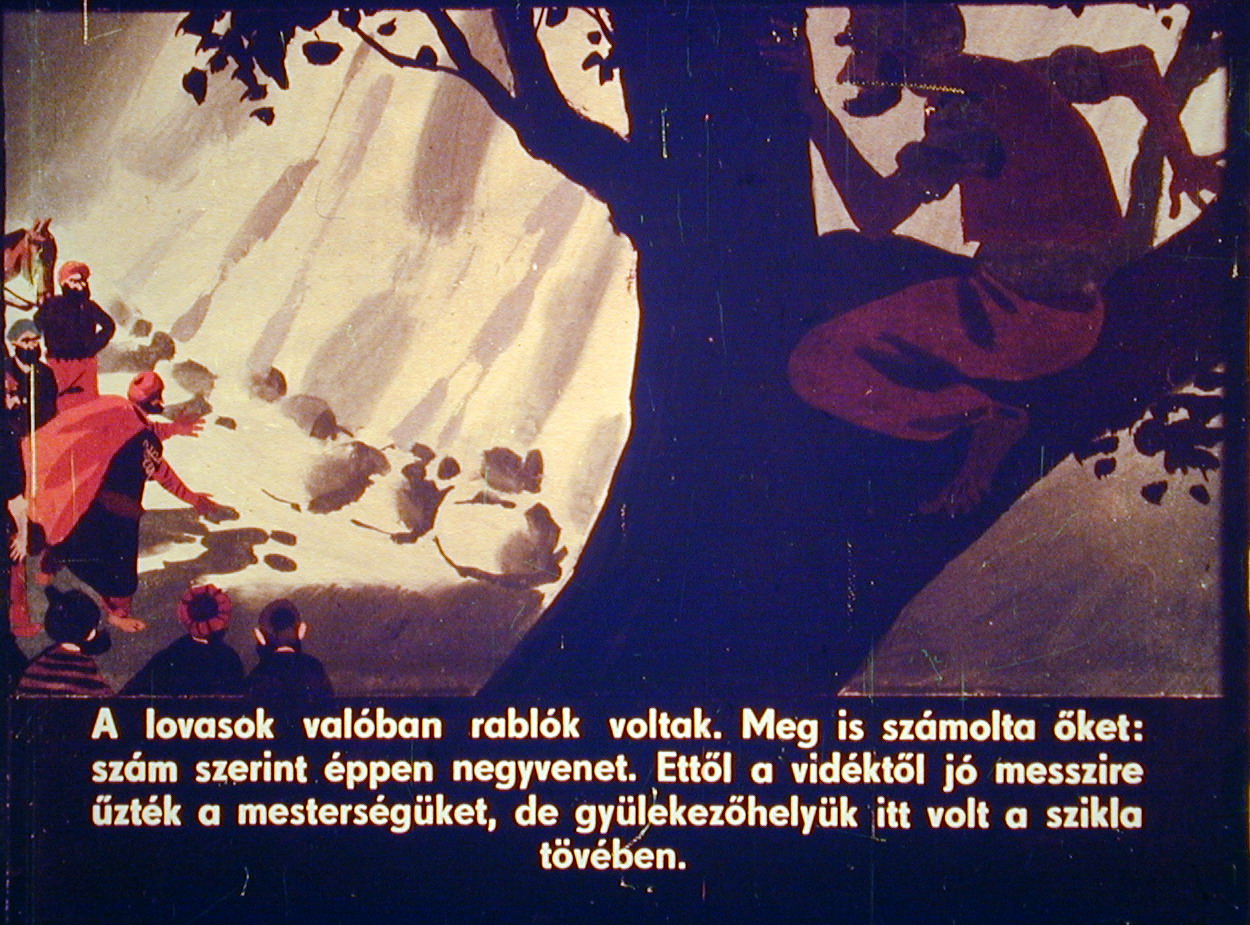 A lovasok valóban rablók voltak. Meg is számolta őket:
szám szerint éppen negyvenet. Ettől a vidéktől jó messzire
űzték a mesterségüket, de gyülekezőhelyük itt volt a szikla
tövében.